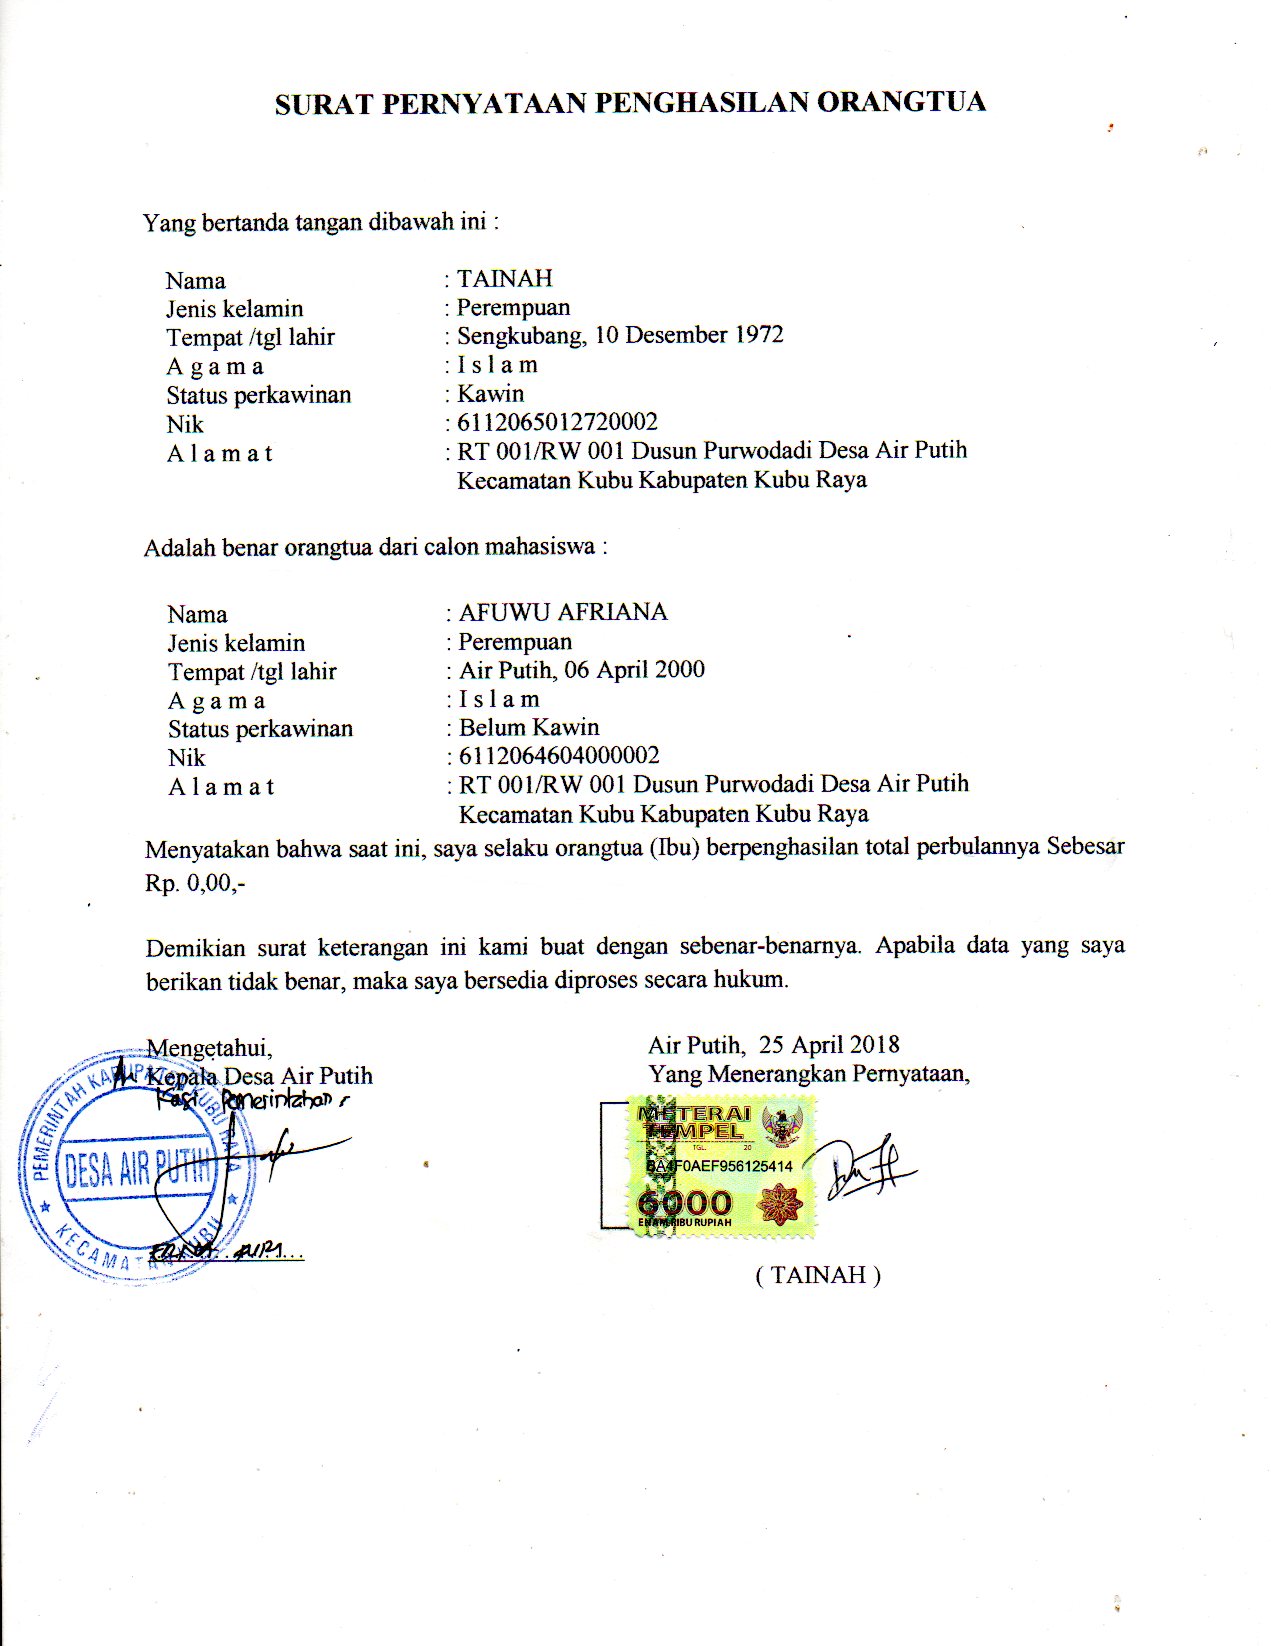 SURAT PERNYATAAN PENGHASILAN ORANGTUA
Yang bertanda tangan dibawah ini :
Nama : TAINAH
Jenis kelamin : Perempuan
Tempat /tgl lahir : Sengkubang, 10 Desember 1972
A g a m a : I s l a m
Status perkawinan : Kawin
Nik : 6112065012720002
A l a m a t : RT 001/RW 001 Dusun Purwodadi Desa Air Putih
Kecamatan Kubu Kabupaten Kubu Raya
Adalah benar orangtua dari calon mahasiswa :
Nama : AFUWU AFRIANA
Jenis kelamin : Perempuan
Tempat /tgl lahir : Air Putih, 06 April 2000
A g a m a : I s l a m
Status perkawinan : Belum Kawin
Nik : 6112064604000002
A l a m a t : RT 001/RW 001 Dusun Purwodadi Desa Air Putih
Kecamatan Kubu Kabupaten Kubu Raya
Menyatakan bahwa saat ini, saya selaku orangtua (Ibu) berpenghasilan total perbulannya Sebesar
Rp. 0,00,-
Demikian surat keterangan ini kami buat dengan sebenar-benarnya. Apabila data yang saya
berikan tidak benar, maka saya bersedia diproses secara hukum.
Mengetahui,
Kepala Desa Air Putih
Kasi Pemerintahan
PEMERINTAH KABUPATEN KUBU RAYA
DESA AIR PUTIH
KECAMATAN KUBU
Air Putih, 25 April 2018
Yang Menerangkan Pernyataan,
METERAI
TEMPEL
TGL. 20
BA4F0AEF956125414
6000
ENAM RIBU RUPIAH
( TAINAH )